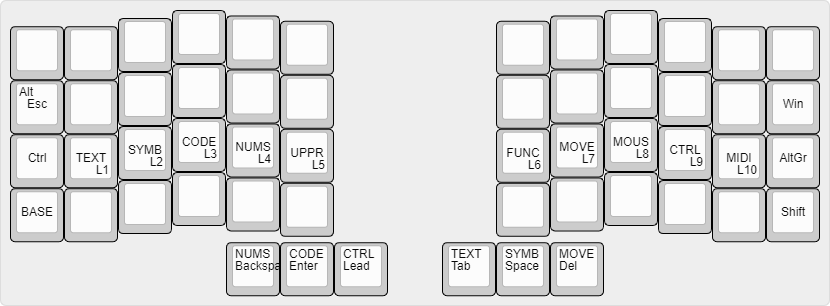 Alt
Esc
Win
Ctrl
TEXT
L1
SYMB
L2
CODE
L3
NUMS
L4
UPPR
L5
FUNC
L6
MOVE
L7
MOUS
L8
CTRL
L9
MIDI
L10
AltGr
BASE
Shift
NUMS
Backspa
CODE
Enter
CTRL
Lead
TEXT
Tab
SYMB
Space
MOVE
Del